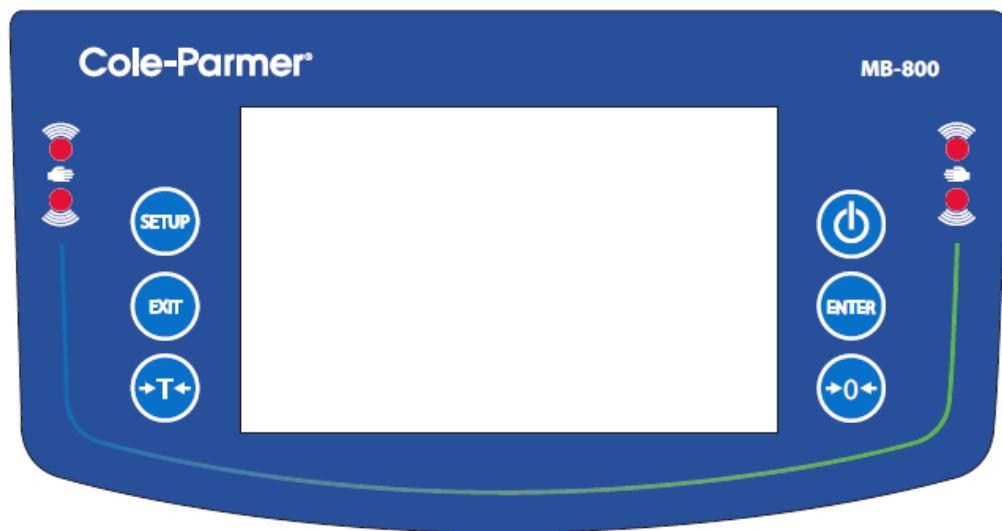 Cole-Parmer®
MB-800
SETUP
EXIT
ENTER
→T←
→0←